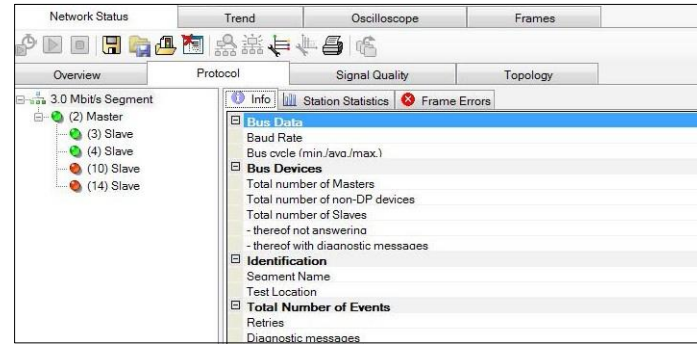 Network Status Trend Oscilloscope Frames
Overview Protocol Signal Quality Topology
3.0 Mbit/s Segment
(2) Master
(3) Slave
(4) Slave
(10) Slave
(14) Slave
Info Station Statistics Frame Errors
Bus Data
Baud Rate
Bus cycle (min./avg./max.)
Bus Devices
Total number of Masters
Total number of non-DP devices
Total number of Slaves
- thereof not answering
- thereof with diagnostic messages
Identification
Segment Name
Test Location
Total Number of Events
Retries
Diagnostic messages